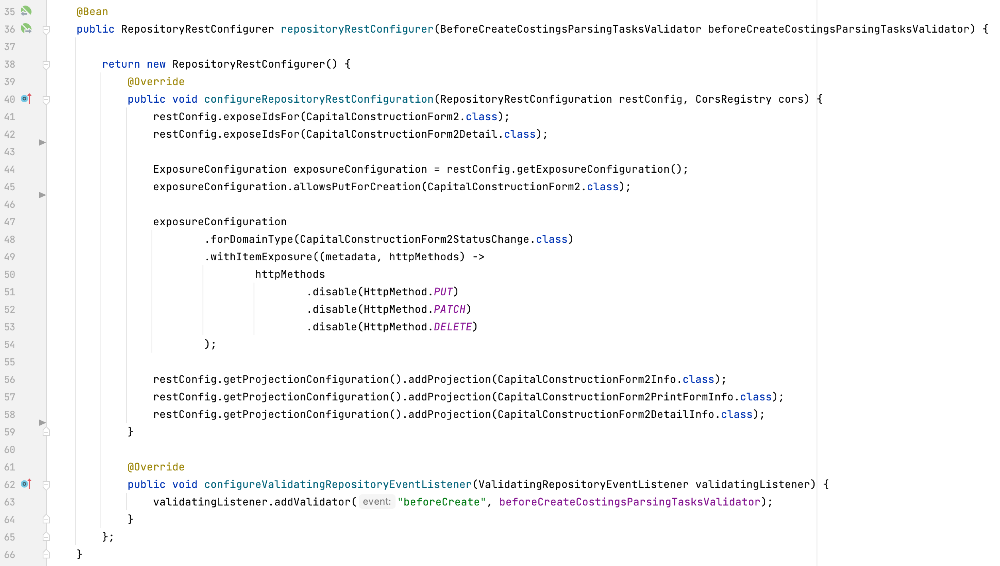 35 @Bean
36 public RepositoryRestConfigurer repositoryRestConfigurer(BeforeCreateCostingsParsingTasksValidator beforeCreateCostingsParsingTasksValidator) {
37
38 return new RepositoryRestConfigurer() {
39 @Override
40 public void configureRepositoryRestConfiguration(RepositoryRestConfiguration restConfig, CorsRegistry cors) {
41 restConfig.exposeIdsFor(CapitalConstructionForm2.class);
42 restConfig.exposeIdsFor(CapitalConstructionForm2Detail.class);
43
44 ExposureConfiguration exposureConfiguration = restConfig.getExposureConfiguration();
45 exposureConfiguration.allowsPutForCreation(CapitalConstructionForm2.class);
46
47 exposureConfiguration
48 .forDomainType(CapitalConstructionForm2StatusChange.class)
49 .withItemExposure((metadata, httpMethods) ->
50 httpMethods
51 .disable(HttpMethod.PUT)
52 .disable(HttpMethod.PATCH)
53 .disable(HttpMethod.DELETE)
54 );
55
56 restConfig.getProjectionConfiguration().addProjection(CapitalConstructionForm2Info.class);
57 restConfig.getProjectionConfiguration().addProjection(CapitalConstructionForm2PrintFormInfo.class);
58 restConfig.getProjectionConfiguration().addProjection(CapitalConstructionForm2DetailInfo.class);
59 }
60
61 @Override
62 public void configureValidatingRepositoryEventListener(ValidatingRepositoryEventListener validatingListener) {
63 validatingListener.addValidator( event: "beforeCreate", beforeCreateCostingsParsingTasksValidator);
64 }
65 };
66 }